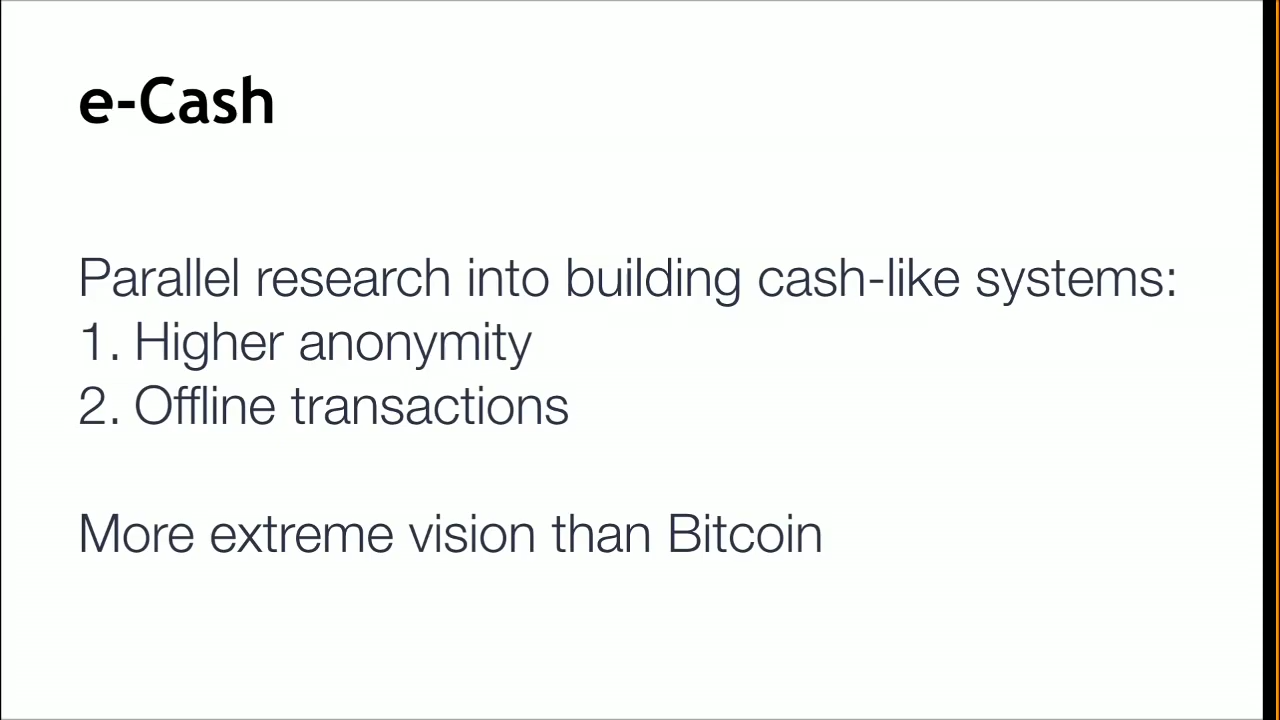 e-Cash
Parallel research into building cash-like systems:
1. Higher anonymity
2. Offline transactions
More extreme vision than Bitcoin